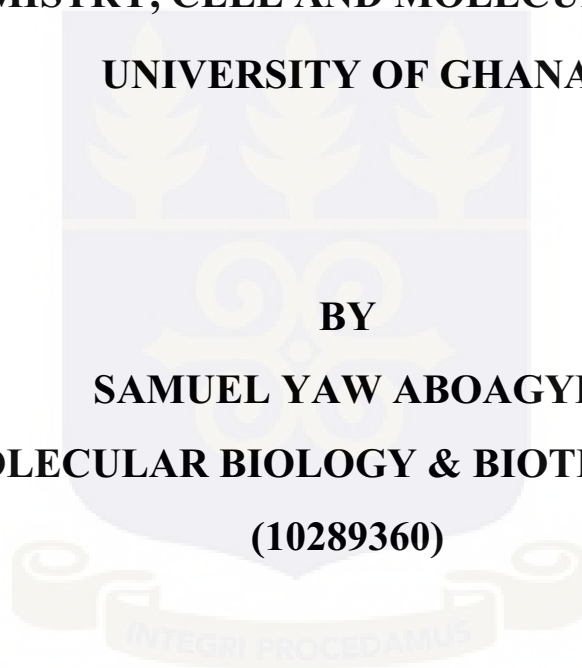 MISTRY, CELL AND MOLECU
UNIVERSITY OF GHANA
BY
SAMUEL YAW ABOAGY
OLECULAR BIOLOGY & BIOT
(10289360)
INTEGRI PROCEDAMUS